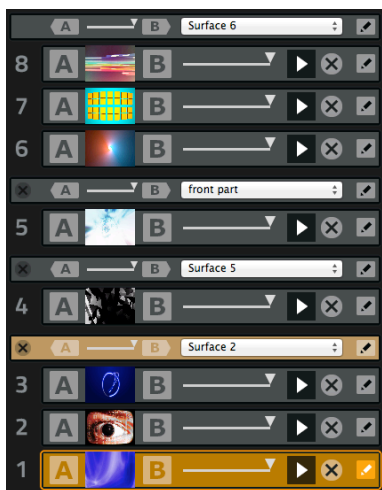 A B Surface 6
8 A B
7 A B
6 A B
A B front part
5 A B
A B Surface 5
4 A B
A B Surface 2
3 A B
2 A B
1 A B